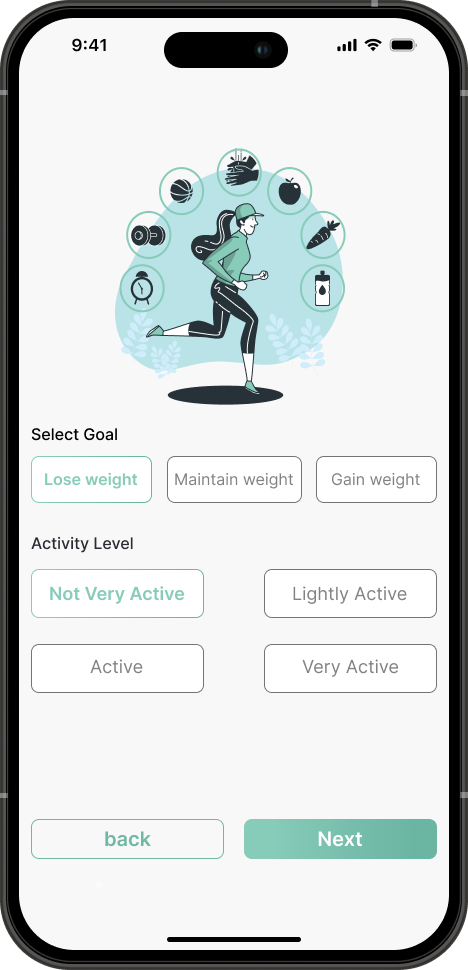 9:41
Select Goal
Lose weight Maintain weight Gain weight
Activity Level
Not Very Active Lightly Active
Active Very Active
back Next